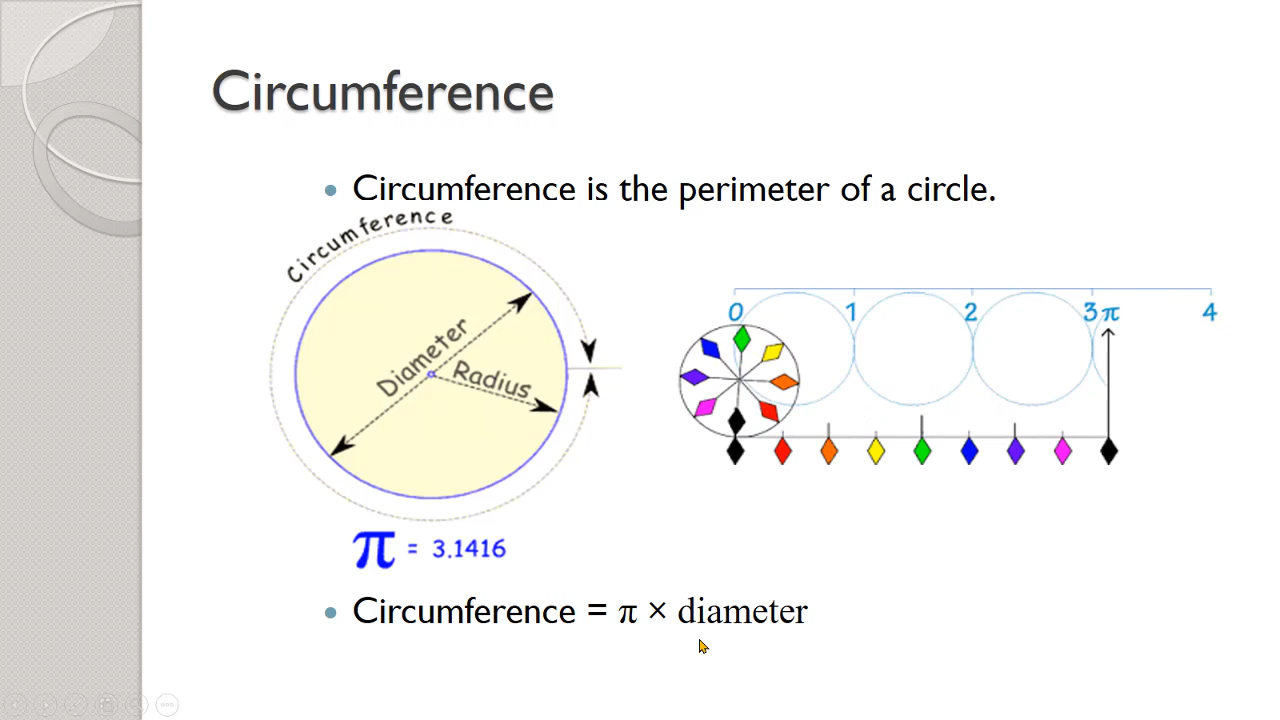 Circumference
• Circumference is the perimeter of a circle.
Circumference
Diameter
Radius
0 1 2 3 π 4
π = 3.1416
• Circumference = π × diameter